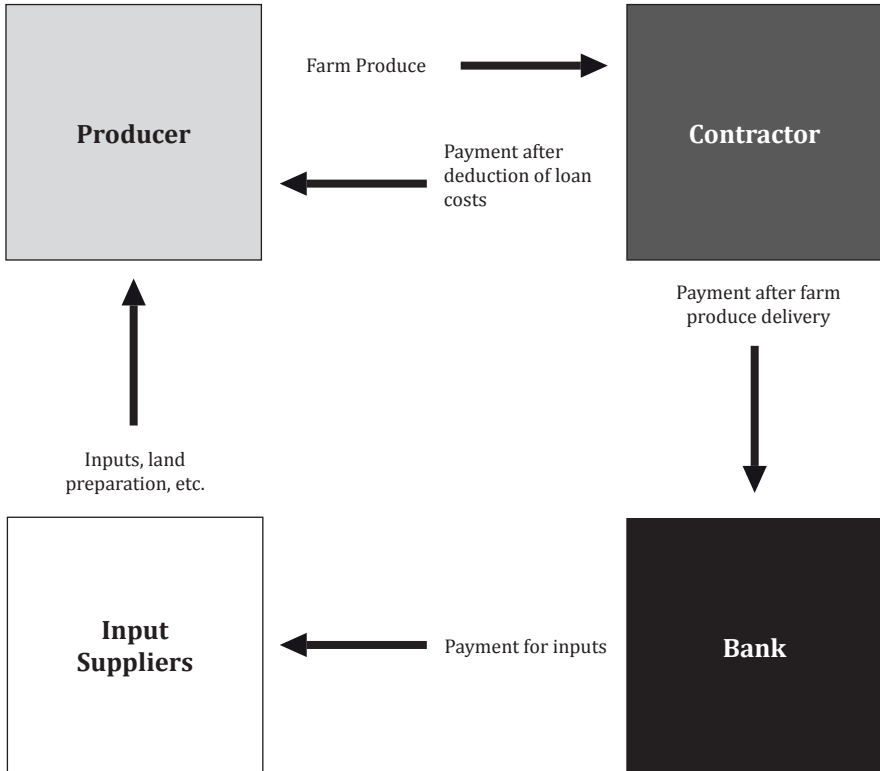 Farm Produce
Producer
Contractor
Payment after
deduction of loan
costs
Payment after farm
produce delivery
Inputs, land
preparation, etc.
Input
Suppliers
Payment for inputs
Bank